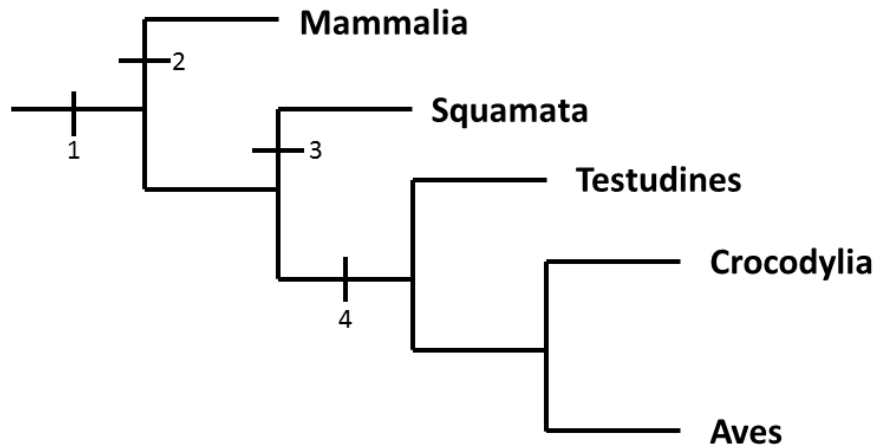 Mammalia
2
Squamata
1
3
Testudines
Crocodylia
4
Aves